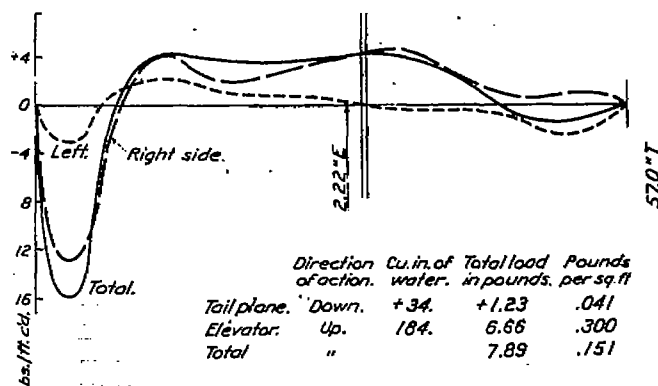 +4
0
-4
8
12
16
Left.
Right side.
Total.
2.22"E
57.0"T
bs./ft.cd.
Direction of action. Cu. in. of water. Total load in pounds. Pounds per sq. ft
Tail plane. Down. +34. +1.23 .041
Elevator. Up. 184. 6.66 .300
Total " 7.89 .151